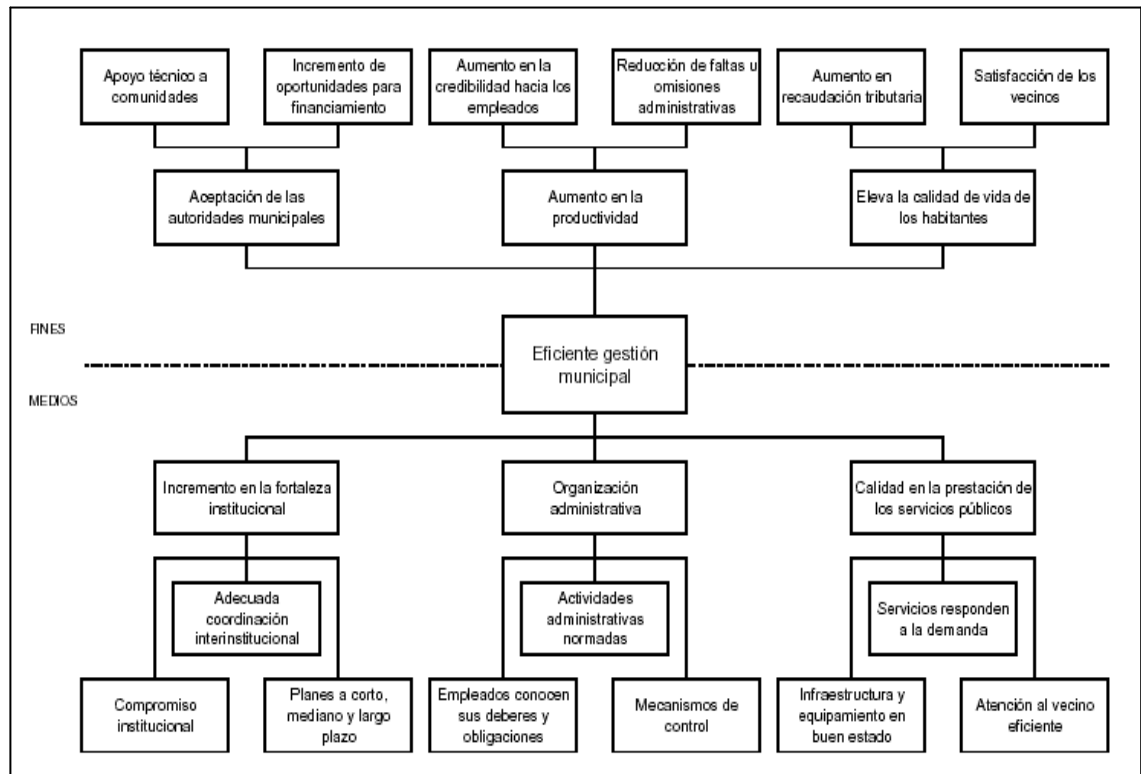 Apoyo técnico a
comunidades
Incremento de
oportunidades para
financiamiento
Aumento en la
credibilidad hacia los
empleados
Reducción de faltas u
omisiones administrativas
Aumento en
recaudación tributaria
Satisfacción de los
vecinos
Aceptación de las
autoridades municipales
Aumento en la
productividad
Eleva la calidad de vida de
los habitantes
FINES
Eficiente gestión
municipal
MEDIOS
Incremento en la fortaleza
institucional
Organización
administrativa
Calidad en la prestación de
los servicios públicos
Adecuada
coordinación
interinstitucional
Actividades
administrativas
normadas
Servicios responden
a la demanda
Compromiso
institucional
Planes a corto,
mediano y largo
plazo
Empleados conocen
sus deberes y
obligaciones
Mecanismos de
control
Infraestructura y
equipamiento en
buen estado
Atención al vecino
eficiente